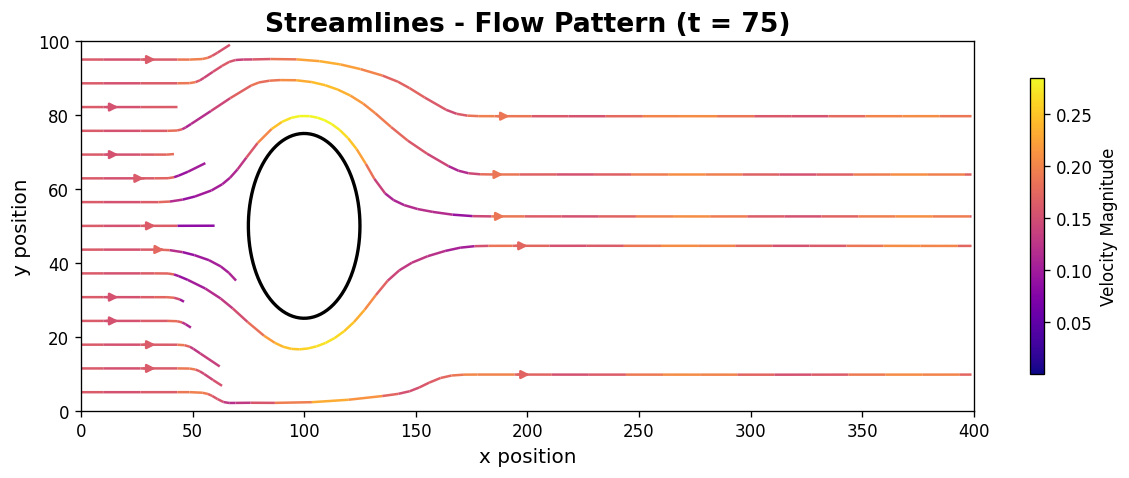 Streamlines - Flow Pattern (t = 75)
100
80
60
40
20
0
y position
0 50 100 150 200 250 300 350 400
x position
0.25
0.20
0.15
0.10
0.05
Velocity Magnitude